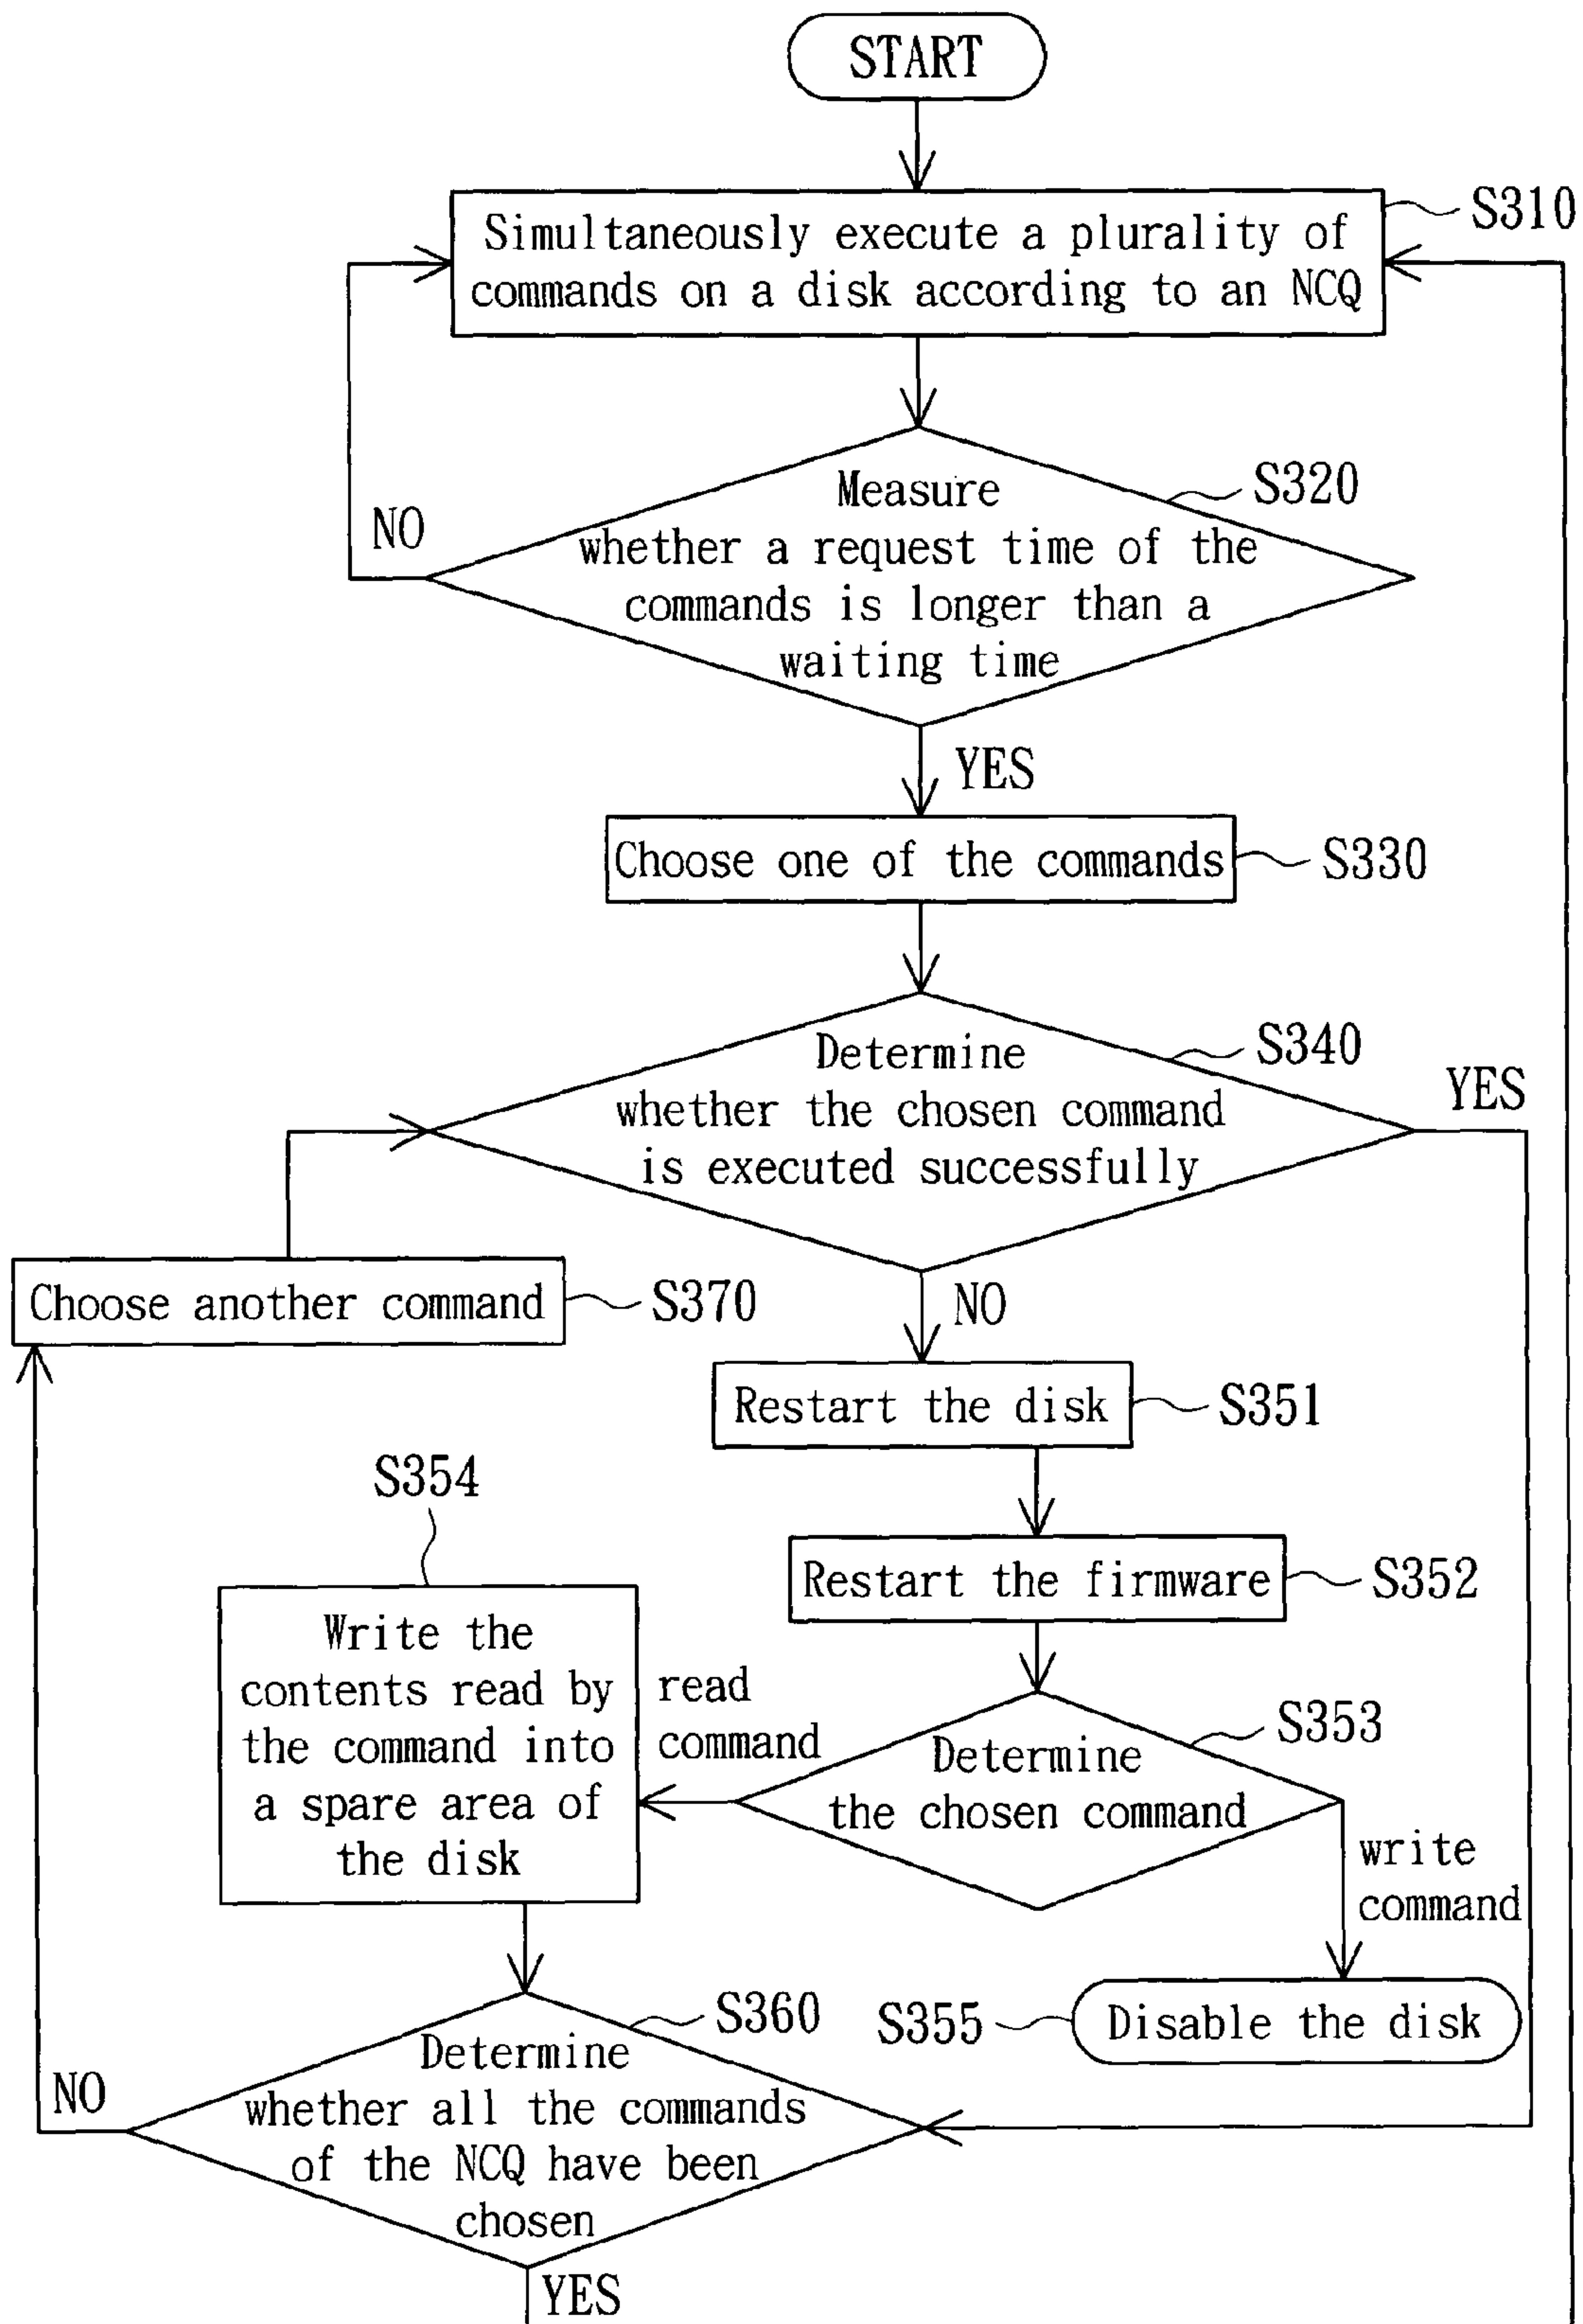 START
S310
Simultaneously execute a plurality of
commands on a disk according to an NCQ
S320
Measure
whether a request time of the
commands is longer than a
waiting time
NO
YES
Choose one of the commands
S330
S340
Determine
whether the chosen command
is executed successfully
YES
Choose another command
S370
NO
Restart the disk
S351
S354
Restart the firmware
S352
Write the
contents read by
the command into
a spare area of
the disk
read
command
S353
Determine
the chosen command
write
command
S360
S355
Disable the disk
Determine
whether all the commands
of the NCQ have been
chosen
NO
YES